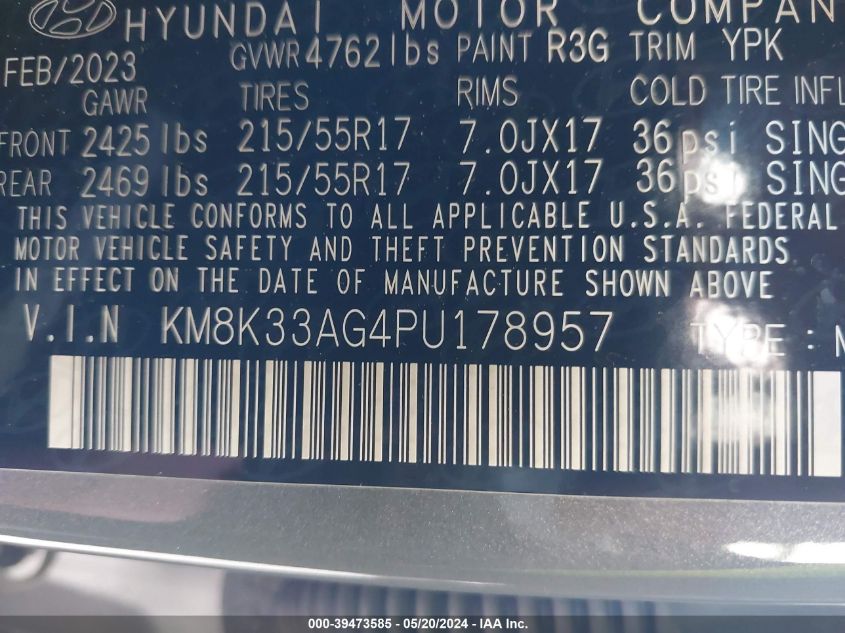 HYUNDAI MOTOR COMPAN
FEB/2023 GVWR 4762 lbs PAINT R3G TRIM YPK
GAWR TIRES RIMS COLD TIRE INFL
FRONT 2425 lbs 215/55R17 7.0JX17 36psi SING
REAR 2469 lbs 215/55R17 7.0JX17 36psi SING
THIS VEHICLE CONFORMS TO ALL APPLICABLE U.S.A. FEDERAL
MOTOR VEHICLE SAFETY AND THEFT PREVENTION STANDARDS
IN EFFECT ON THE DATE OF MANUFACTURE SHOWN ABOVE
V.I.N KM8K33AG4PU178957 TYPE :
000-39473585 - 05/20/2024 - IAA Inc.